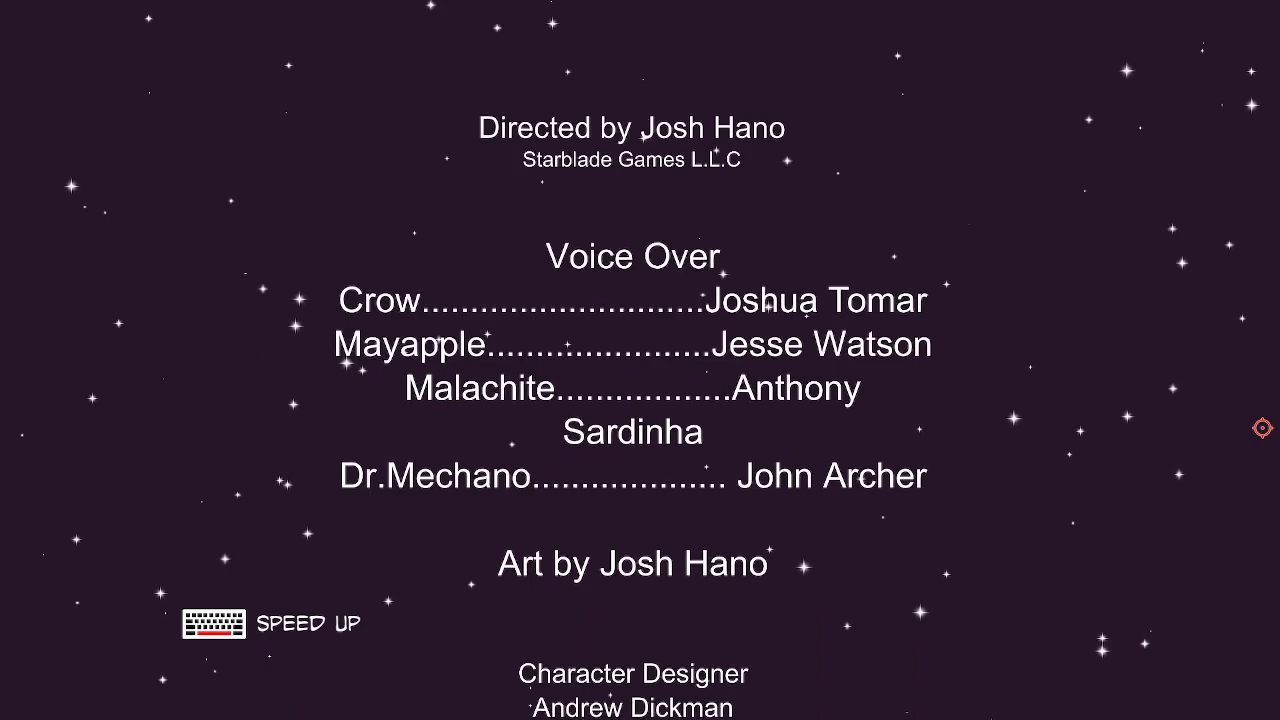 Directed by Josh Hano
Starblade Games L.L.C
Voice Over
Crow.............................Joshua Tomar
Mayapple.......................Jesse Watson
Malachite..................Anthony
Sardinha
Dr.Mechano.................... John Archer
Art by Josh Hano
SPEED UP
Character Designer
Andrew Dickman